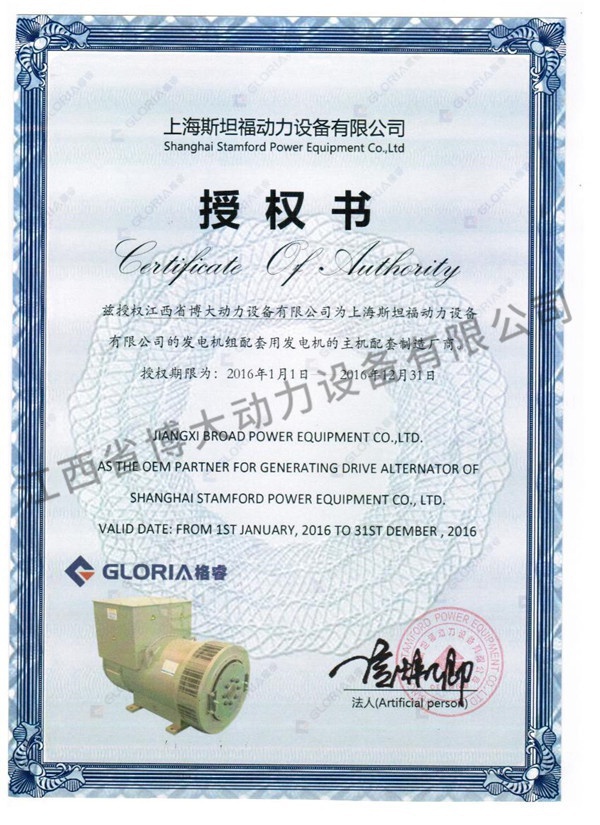 上海斯坦福动力设备有限公司
Shanghai Stamford Power Equipment Co.,Ltd
授权书
Certificate Of Authority
兹授权江西省博大动力设备有限公司为上海斯坦福动力设备
有限公司的发电机组配套用发电机的主机配套制造厂商。
授权期限为：2016年1月1日——2016年12月31日
江西省博大动力设备有限公司
JIANGXI BROAD POWER EQUIPMENT CO.,LTD.
AS THE OEM PARTNER FOR GENERATING DRIVE ALTERNATOR OF
SHANGHAI STAMFORD POWER EQUIPMENT CO., LTD.
VALID DATE: FROM 1ST JANUARY, 2016 TO 31ST DEMBER , 2016
GLORIA格睿
法人(Artificial person)